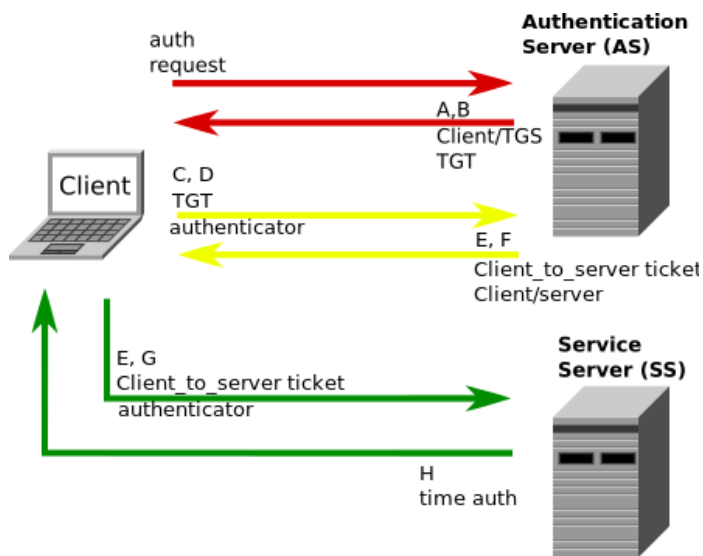 Authentication
Server (AS)
auth
request
A,B
Client/TGS
TGT
Client
C, D
TGT
authenticator
E, F
Client_to_server ticket
Client/server
Service
Server (SS)
E, G
Client_to_server ticket
authenticator
H
time auth